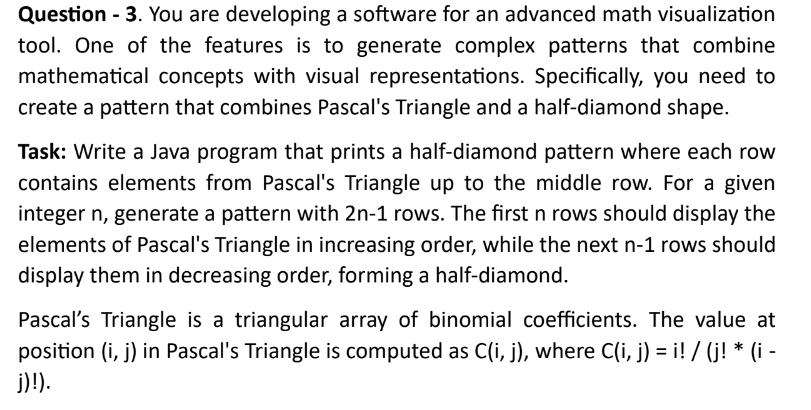 Question - 3. You are developing a software for an advanced math visualization
tool. One of the features is to generate complex patterns that combine
mathematical concepts with visual representations. Specifically, you need to
create a pattern that combines Pascal's Triangle and a half-diamond shape.
Task: Write a Java program that prints a half-diamond pattern where each row
contains elements from Pascal's Triangle up to the middle row. For a given
integer n, generate a pattern with 2n-1 rows. The first n rows should display the
elements of Pascal's Triangle in increasing order, while the next n-1 rows should
display them in decreasing order, forming a half-diamond.
Pascal’s Triangle is a triangular array of binomial coefficients. The value at
position (i, j) in Pascal's Triangle is computed as C(i, j), where C(i, j) = i! / (j! * (i -
j)!).